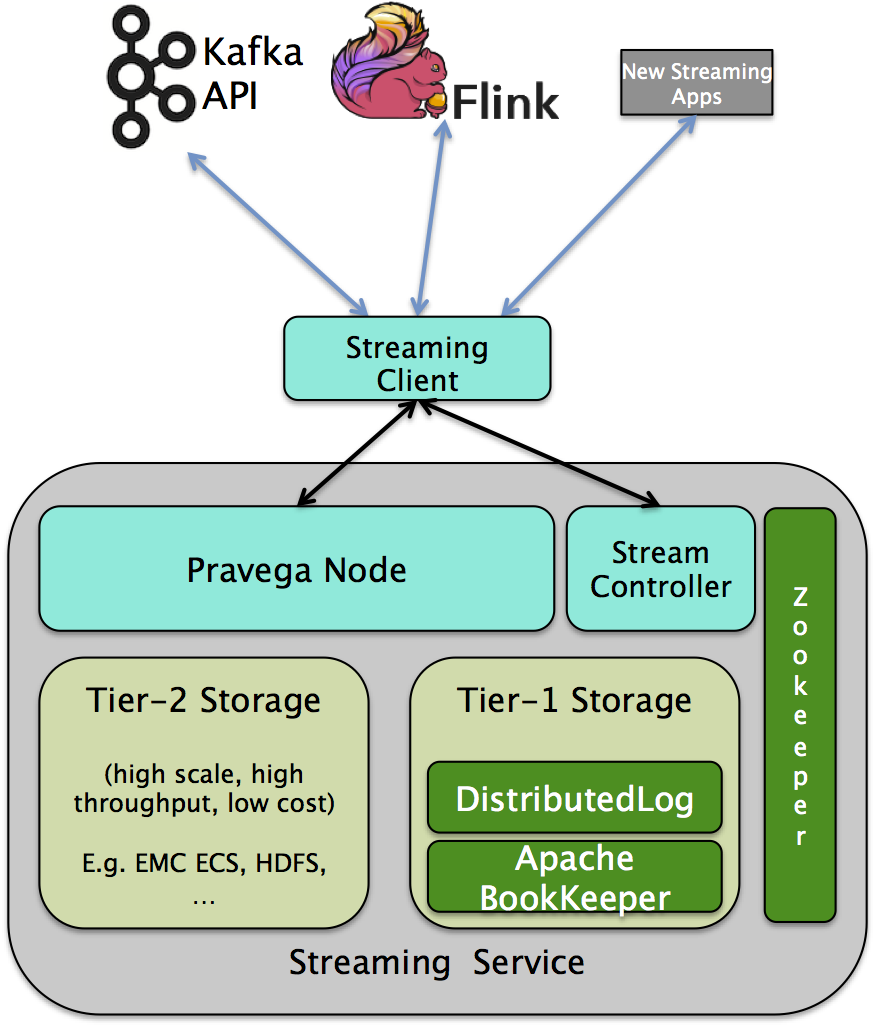 Kafka
API
Flink
New Streaming
Apps
Streaming
Client
Pravega Node
Stream
Controller
Zookeeper
Tier-2 Storage
(high scale, high
throughput, low cost)
E.g. EMC ECS, HDFS,
...
Tier-1 Storage
DistributedLog
Apache
BookKeeper
Streaming Service